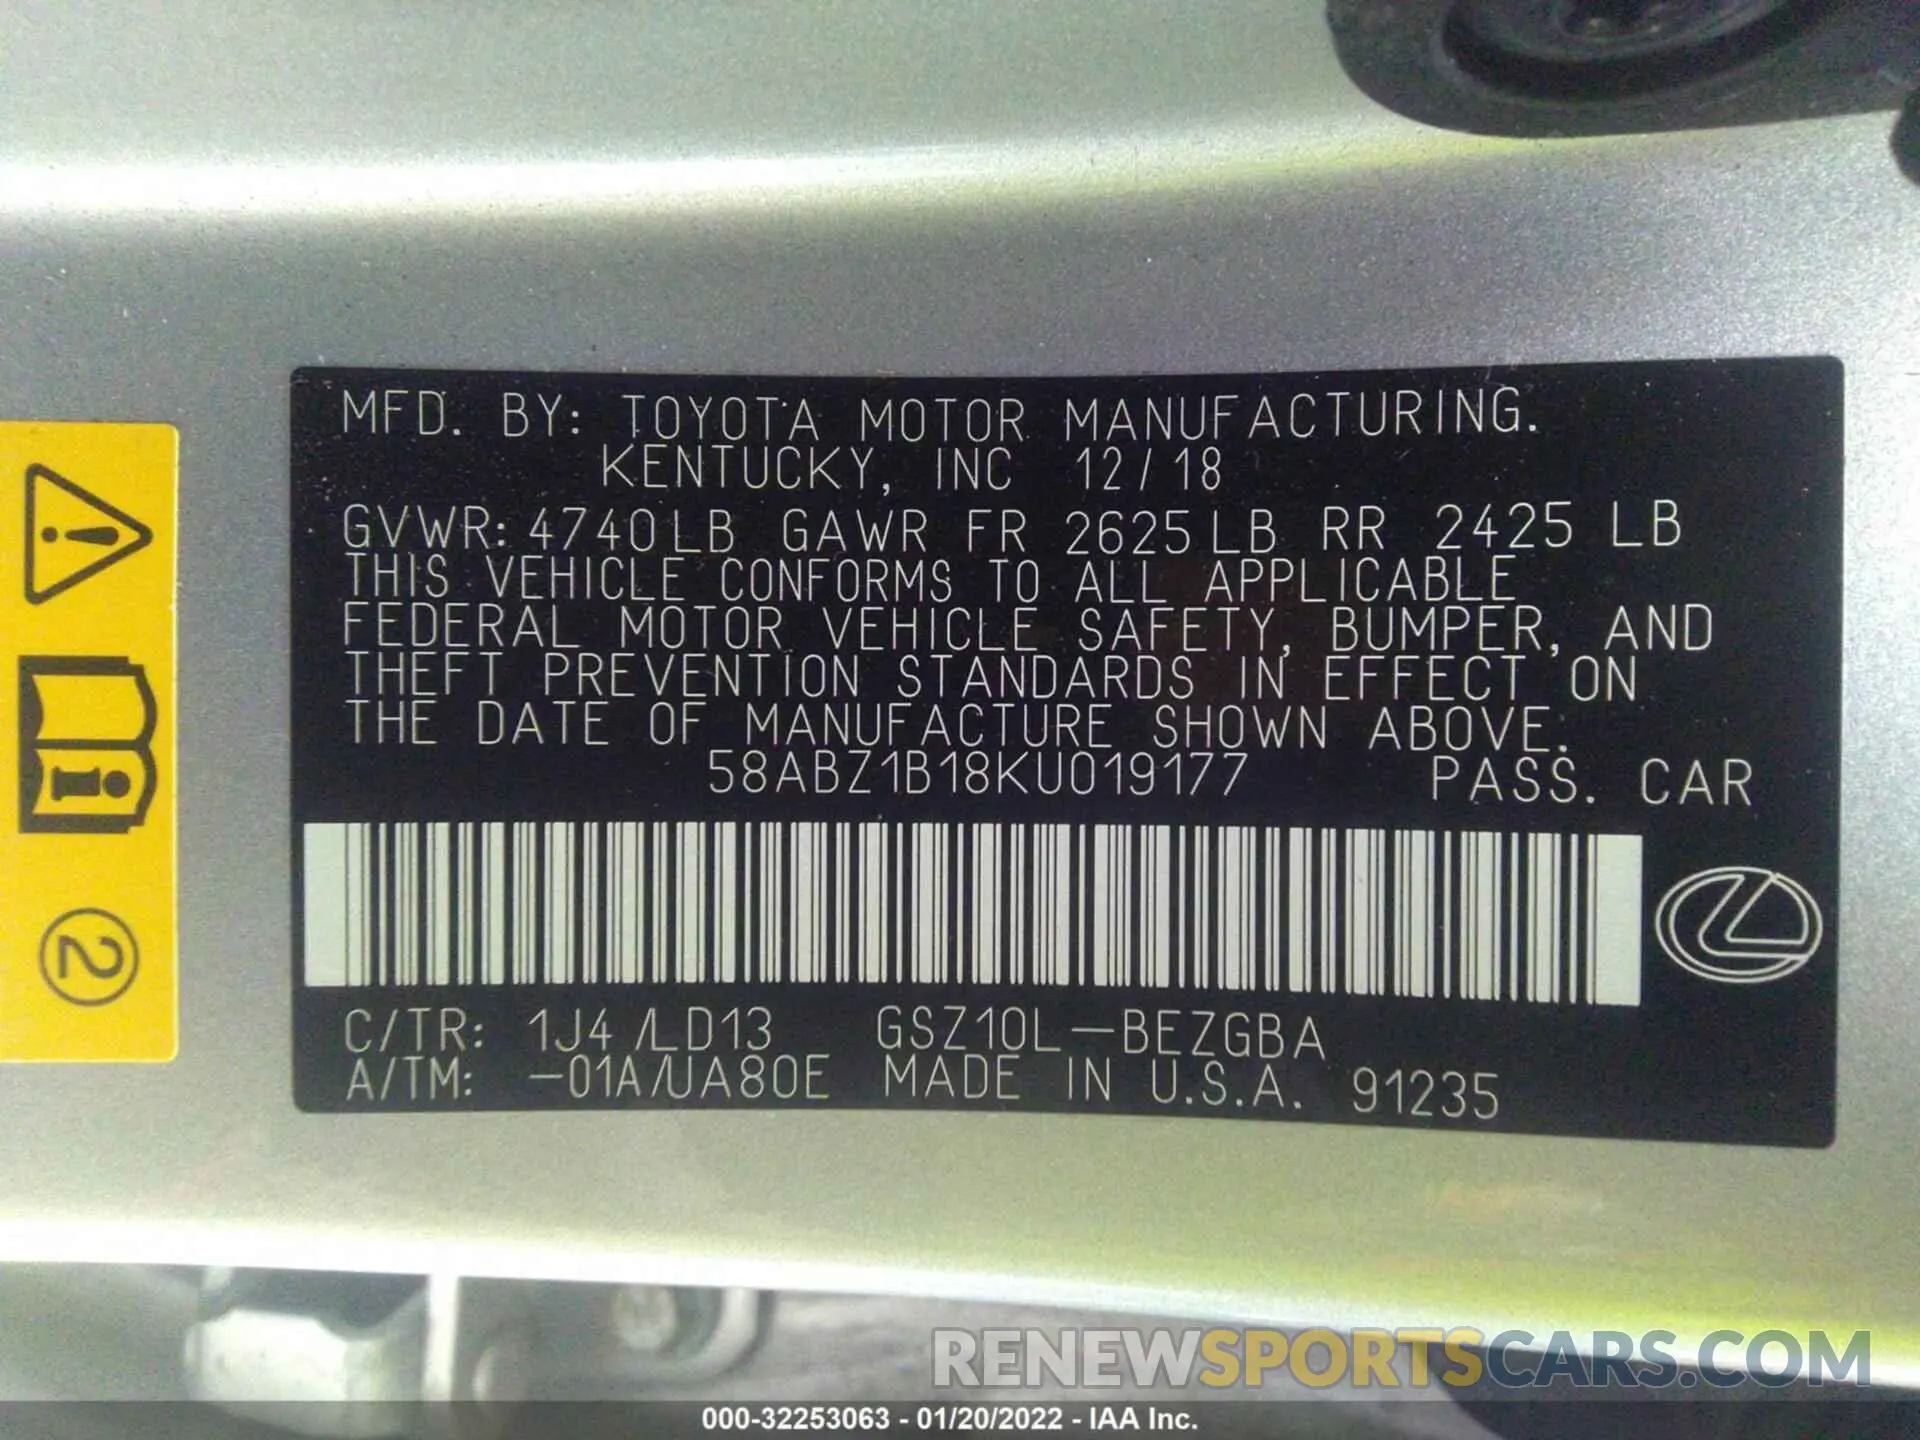 MFD. BY: TOYOTA MOTOR MANUFACTURING.
KENTUCKY, INC 12/18
GVWR: 4740LB GAWR FR 2625LB RR 2425 LB
THIS VEHICLE CONFORMS TO ALL APPLICABLE
FEDERAL MOTOR VEHICLE SAFETY, BUMPER, AND
THEFT PREVENTION STANDARDS IN EFFECT ON
THE DATE OF MANUFACTURE SHOWN ABOVE.
58ABZ1B18KU019177 PASS. CAR
C/TR: 1J4/LD13 GSZ10L-BEZGBA
A/TM: -01A/UA80E MADE IN U.S.A. 91235
i
2
RENEWSPORTSCARS.COM
000-32253063 - 01/20/2022 - IAA Inc.